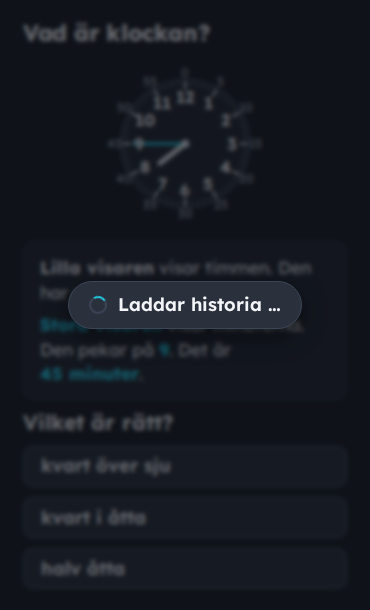 Vad är klockan?
12
11
1
10
2
9
3
8
4
7
5
6
Lilla visaren visar timmen. Den
har
Laddar historia ...
Den pekar på 9. Det är
45 minuter.
Vilket är rätt?
kvart över sju
kvart i åtta
halv åtta